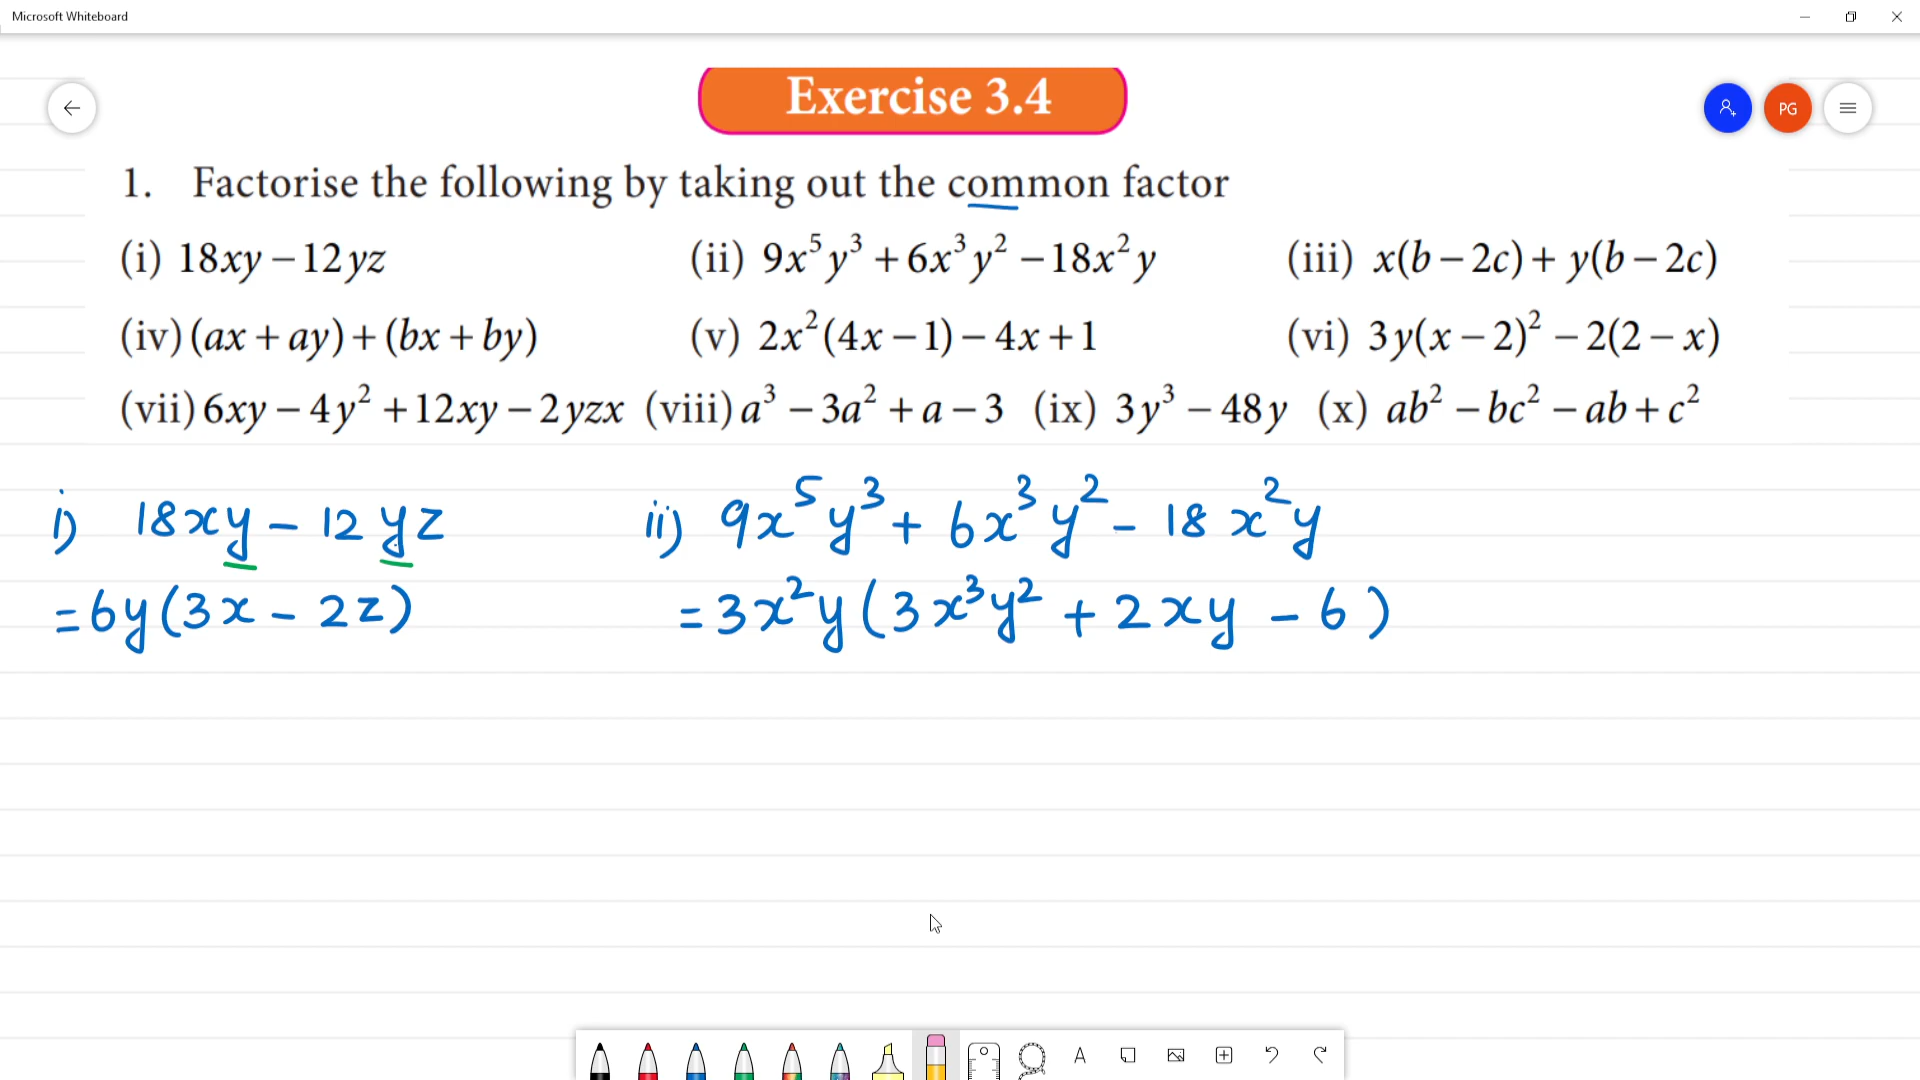 Microsoft Whiteboard
Exercise 3.4
PG
1. Factorise the following by taking out the common factor
(i) 18xy − 12yz (ii) 9x⁵y³ + 6x³y² − 18x²y (iii) x(b − 2c) + y(b − 2c)
(iv) (ax + ay) + (bx + by) (v) 2x²(4x − 1) − 4x + 1 (vi) 3y(x − 2)² − 2(2 − x)
(vii) 6xy − 4y² + 12xy − 2yzx (viii) a³ − 3a² + a − 3 (ix) 3y³ − 48y (x) ab² − bc² − ab + c²
i) 18xy − 12yz ii) 9x⁵y³ + 6x³y² − 18x²y
= 6y(3x − 2z) = 3x²y(3x³y² + 2xy − 6)